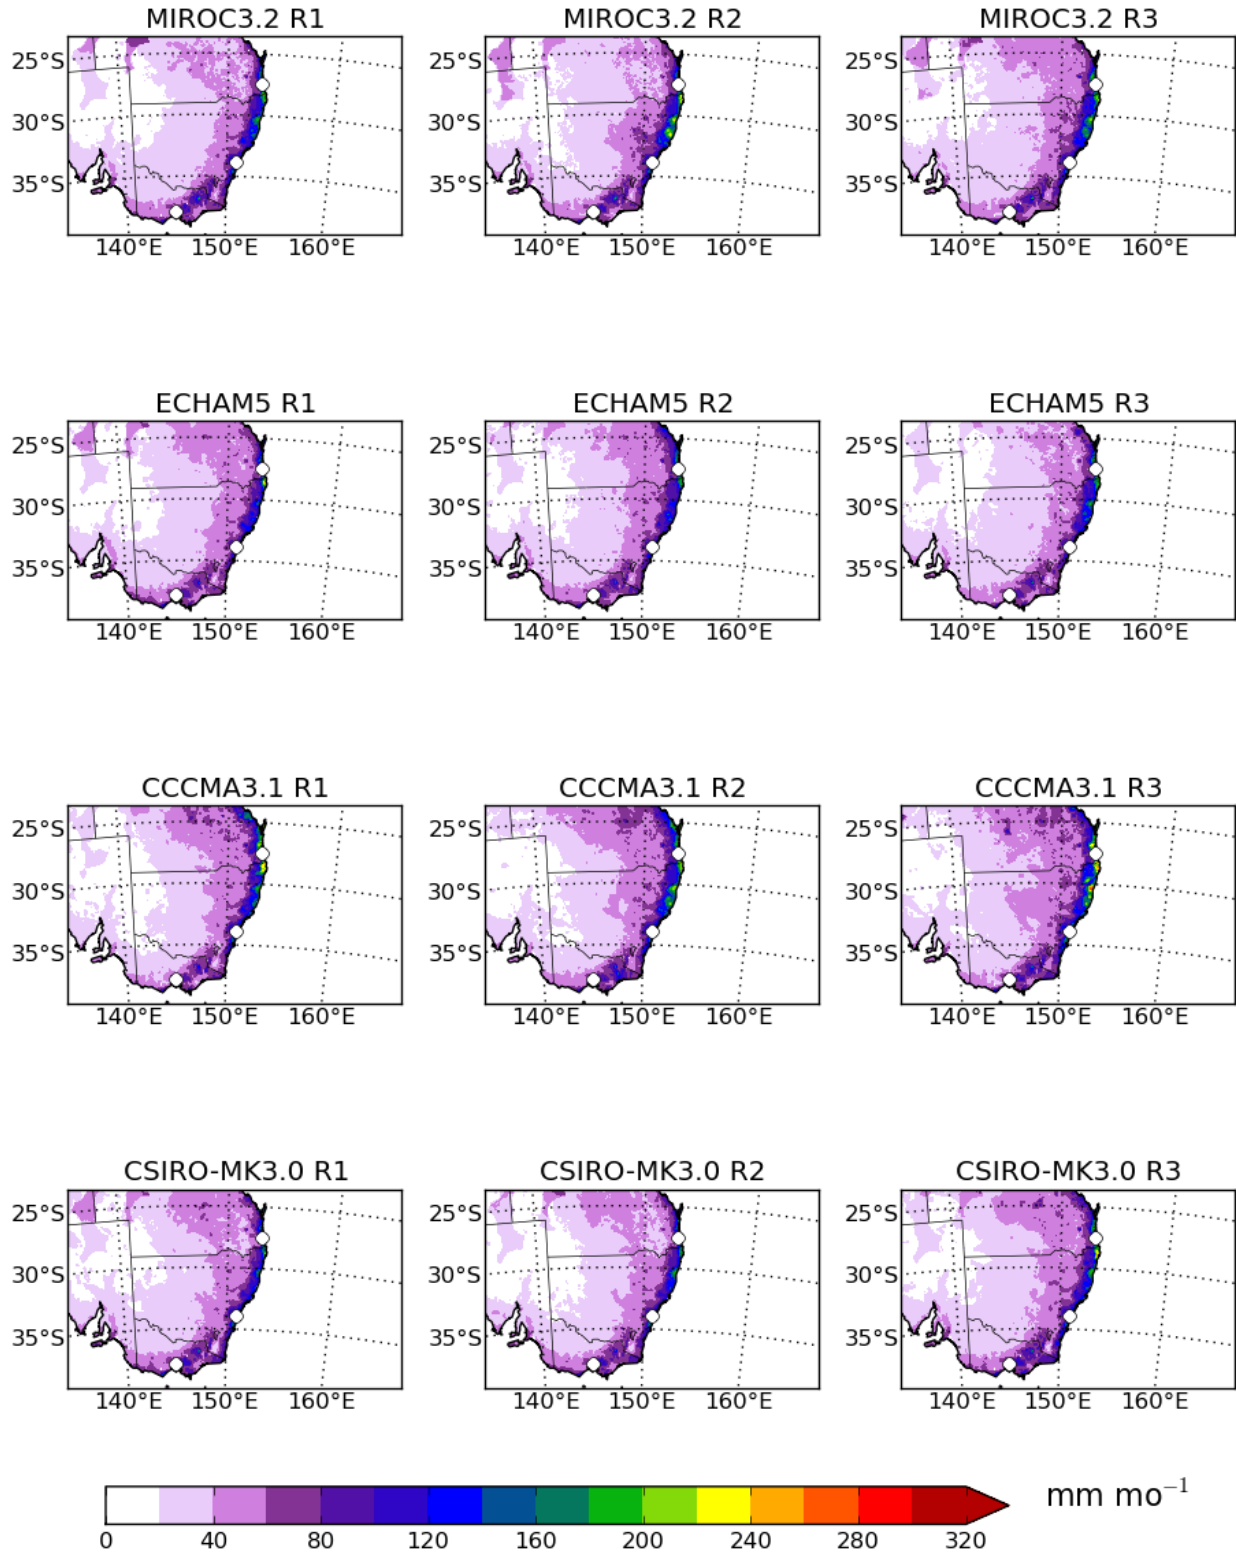 MIROC3.2 R1 MIROC3.2 R2 MIROC3.2 R3
25°S 25°S 25°S
30°S 30°S 30°S
35°S 35°S 35°S
140°E 150°E 160°E 140°E 150°E 160°E 140°E 150°E 160°E
ECHAM5 R1 ECHAM5 R2 ECHAM5 R3
25°S 25°S 25°S
30°S 30°S 30°S
35°S 35°S 35°S
140°E 150°E 160°E 140°E 150°E 160°E 140°E 150°E 160°E
CCCMA3.1 R1 CCCMA3.1 R2 CCCMA3.1 R3
25°S 25°S 25°S
30°S 30°S 30°S
35°S 35°S 35°S
140°E 150°E 160°E 140°E 150°E 160°E 140°E 150°E 160°E
CSIRO-MK3.0 R1 CSIRO-MK3.0 R2 CSIRO-MK3.0 R3
25°S 25°S 25°S
30°S 30°S 30°S
35°S 35°S 35°S
140°E 150°E 160°E 140°E 150°E 160°E 140°E 150°E 160°E
mm mo⁻¹
0 40 80 120 160 200 240 280 320